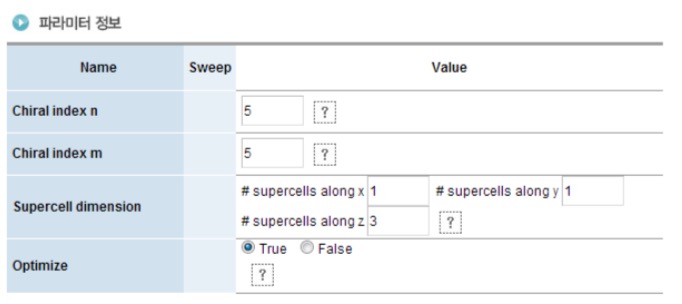 파라미터 정보
Name Sweep Value
Chiral index n 5 ?
Chiral index m 5 ?
Supercell dimension # supercells along x 1 # supercells along y 1
# supercells along z 3 ?
Optimize True False
?